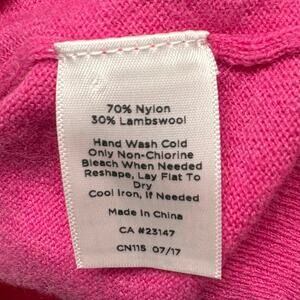 70% Nylon
30% Lambswool
Hand Wash Cold
Only Non-Chlorine
Bleach When Needed
Reshape, Lay Flat To
Dry
Cool Iron, If Needed
Made In China
CA #23147
CN115 07/17